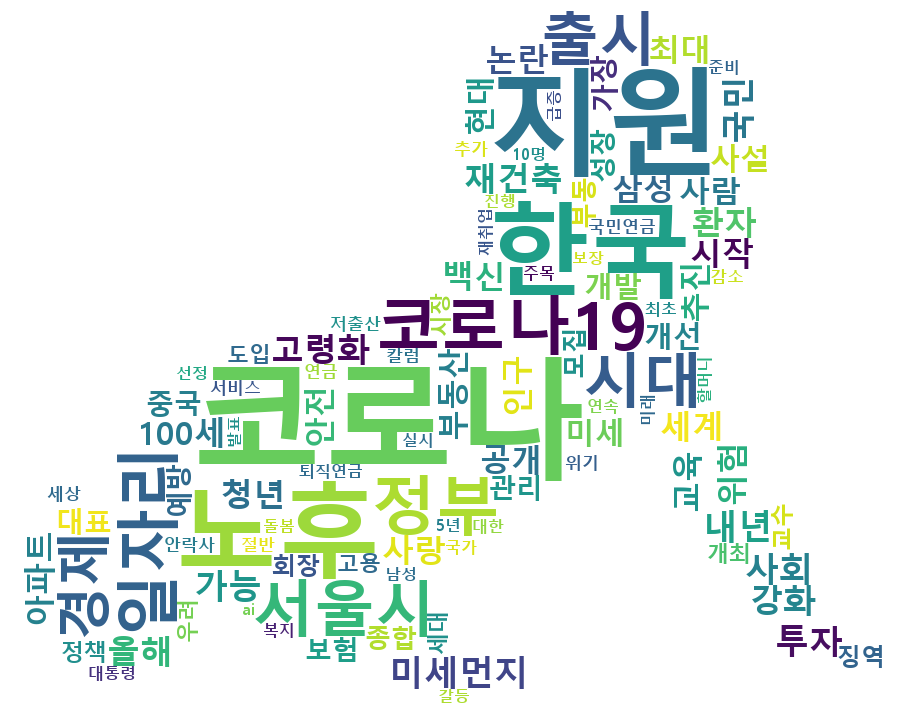 출시
최대
논란
준비
가장
지원
급증
현대
국민
추가
10명
성장
사설
재건축
부동
삼성
사람
진행
한국
재취업
국민연금
환자
시작
백신
주목
보장
개발
추진
감소
코로나19
시장
저출산
최초
개선
도입
고령화
칼럼
모집
시대
할머니
선정
서비스
연금
코로나
안전
부동산
인구
연속
미래
중국
100세
발표
실시
미세
세계
경제
일자리
예방
청년
퇴직연금
공개
관리
위기
교육
위험
세상
대표
노후
정부
돌봄
5년
대한
내년
교수
아파트
안락사
절반
사랑
국가
개최
가능
회장
고용
남성
사회
강화
우려
ai
서울시
복지
보험
종합
세대
투자
징역
정책
올해
대통령
미세먼지
갈등